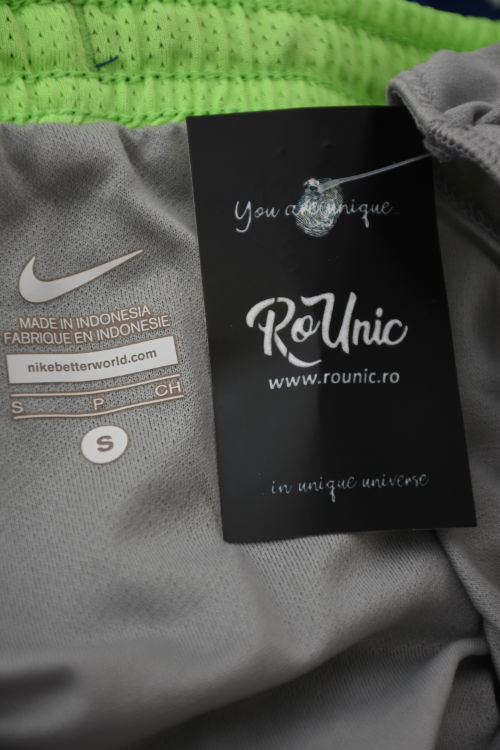 MADE IN INDONESIA
FABRIQUE EN INDONESIE
nikebetterworld.com
S P CH
S
You are unique
RoUnic
www.rounic.ro
in unique universe